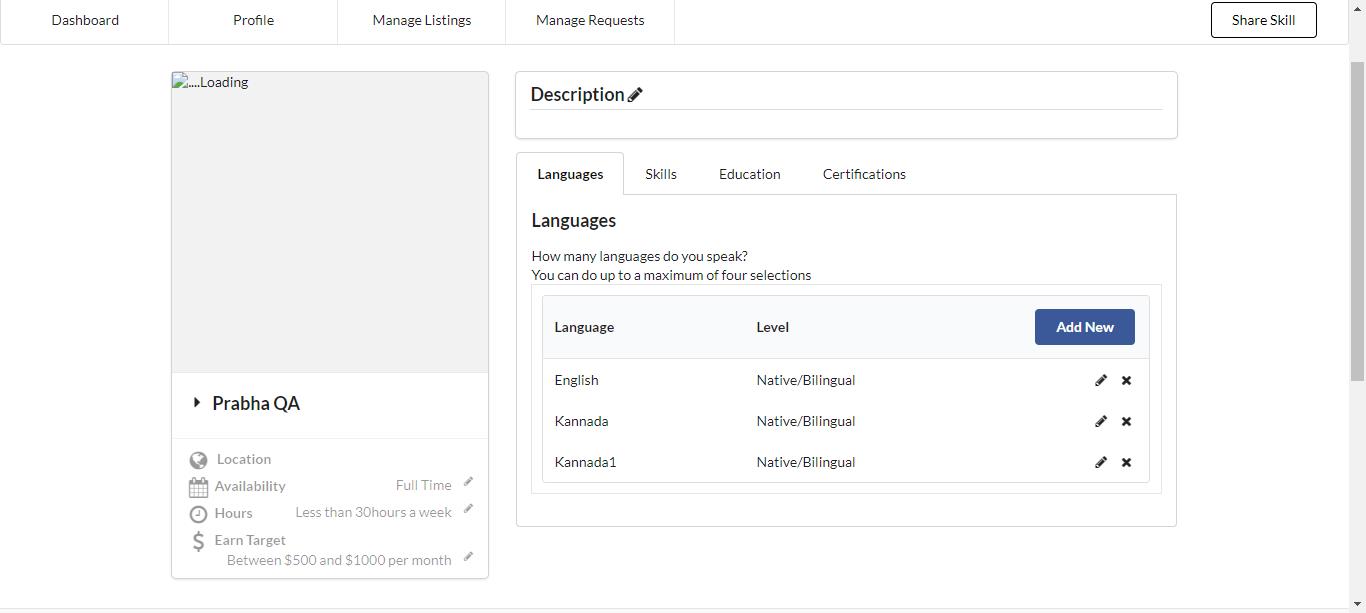 Dashboard Profile Manage Listings Manage Requests Share Skill
....Loading
Prabha QA
Location
Availability Full Time
Hours Less than 30hours a week
Earn Target
Between $500 and $1000 per month
Description
Languages Skills Education Certifications
Languages
How many languages do you speak?
You can do up to a maximum of four selections
Language Level Add New
English Native/Bilingual
Kannada Native/Bilingual
Kannada1 Native/Bilingual